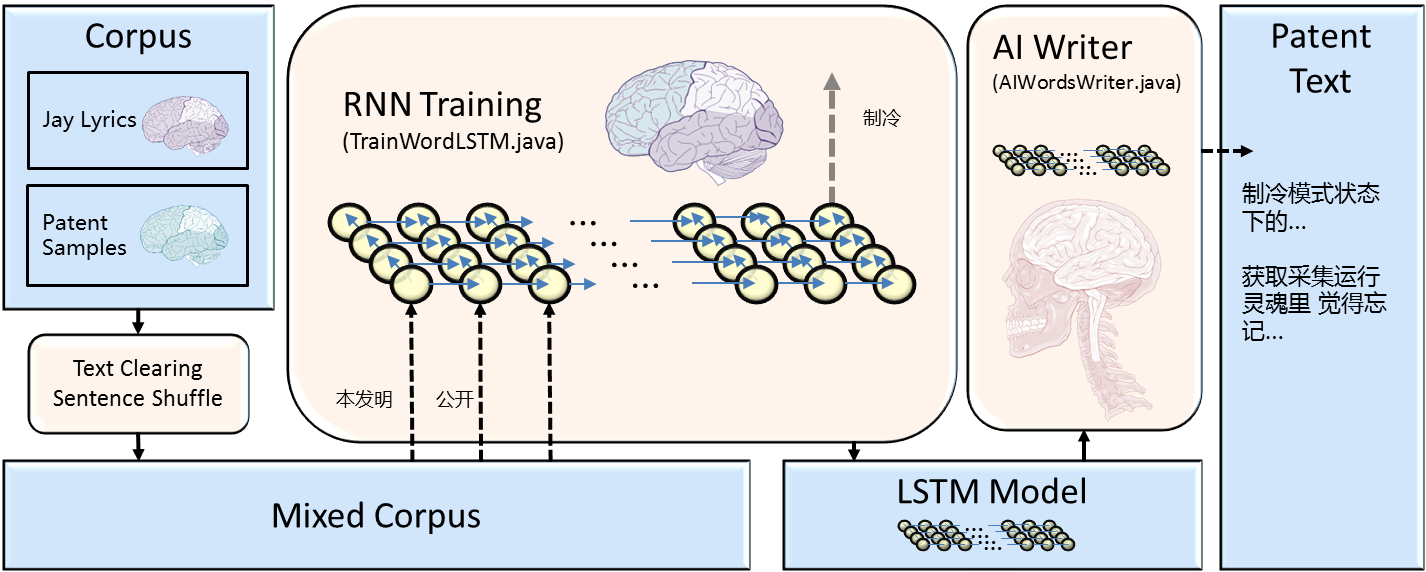 Corpus
Jay Lyrics
Patent
Samples
Text Clearing
Sentence Shuffle
Mixed Corpus
RNN Training
(TrainWordLSTM.java)
制冷
...
...
...
...
本发明
公开
LSTM Model
AI Writer
(AIWordsWriter.java)
Patent
Text
制冷模式状态
下的...
获取采集运行
灵魂里 觉得忘
记...